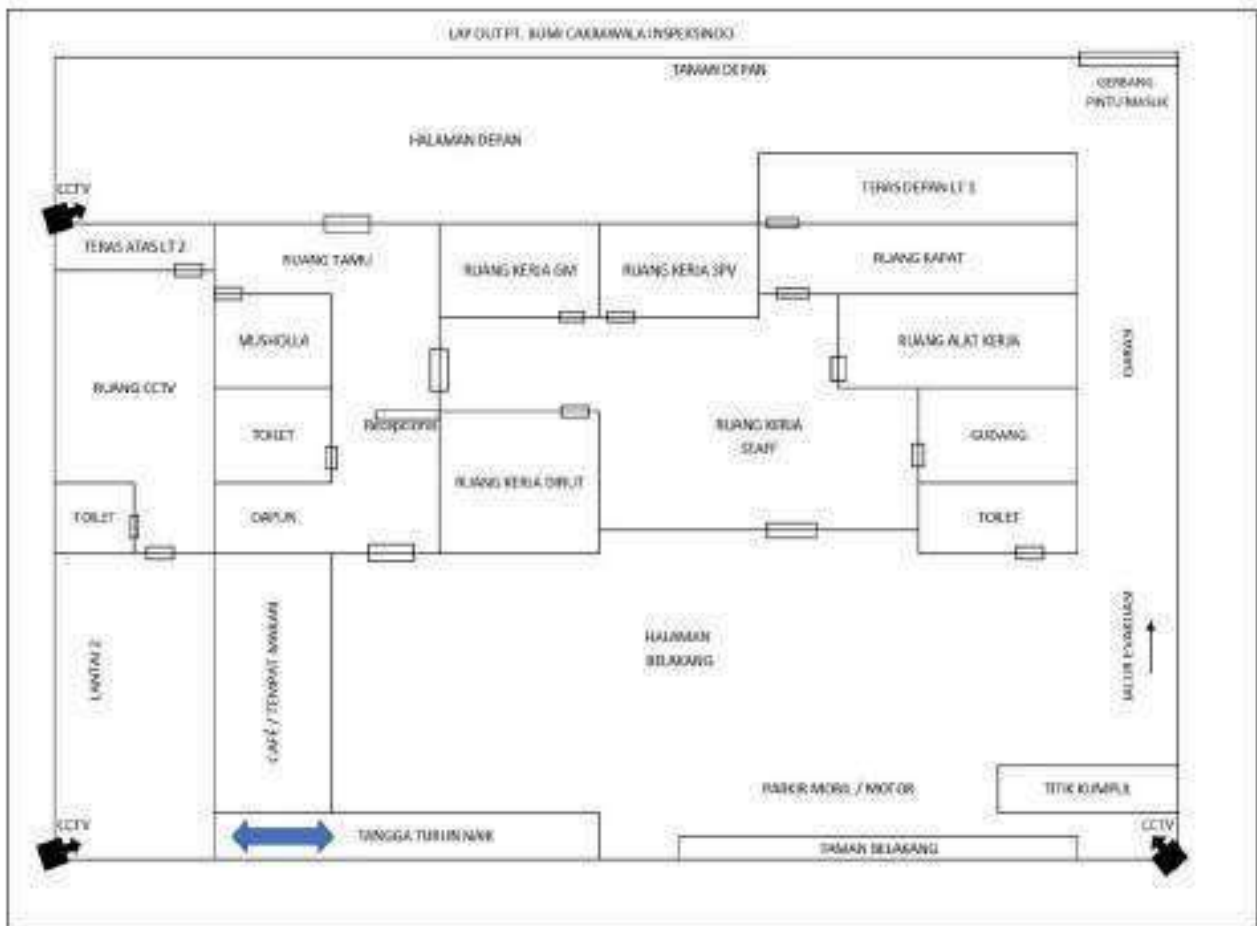 LAY OUT PT. BUMI CAKRAWALA INSPEKSINDO
TAMAN DEPAN
GERBANG
PINTU MASUK
HALAMAN DEPAN
CCTV
TERAS DEPAN LT 1
TERAS ATAS LT 2
RUANG TAMU
RUANG KERJA GM
RUANG KERJA SPV
RUANG RAPAT
MUSHOLLA
RUANG ALAT KERJA
RUANG CCTV
TOILET
Receptionist
RUANG KERJA
STAFF
GUDANG
RUANG KERJA DIRUT
TOILET
DAPUR
TOILET
LANTAI 2
CAFÉ / TEMPAT MAKAN
HALAMAN
BELAKANG
JALUR EVAKUASI
PARKIR MOBIL / MOTOR
TITIK KUMPUL
CCTV
TANGGA TURUN NAIK
TAMAN BELAKANG
CCTV